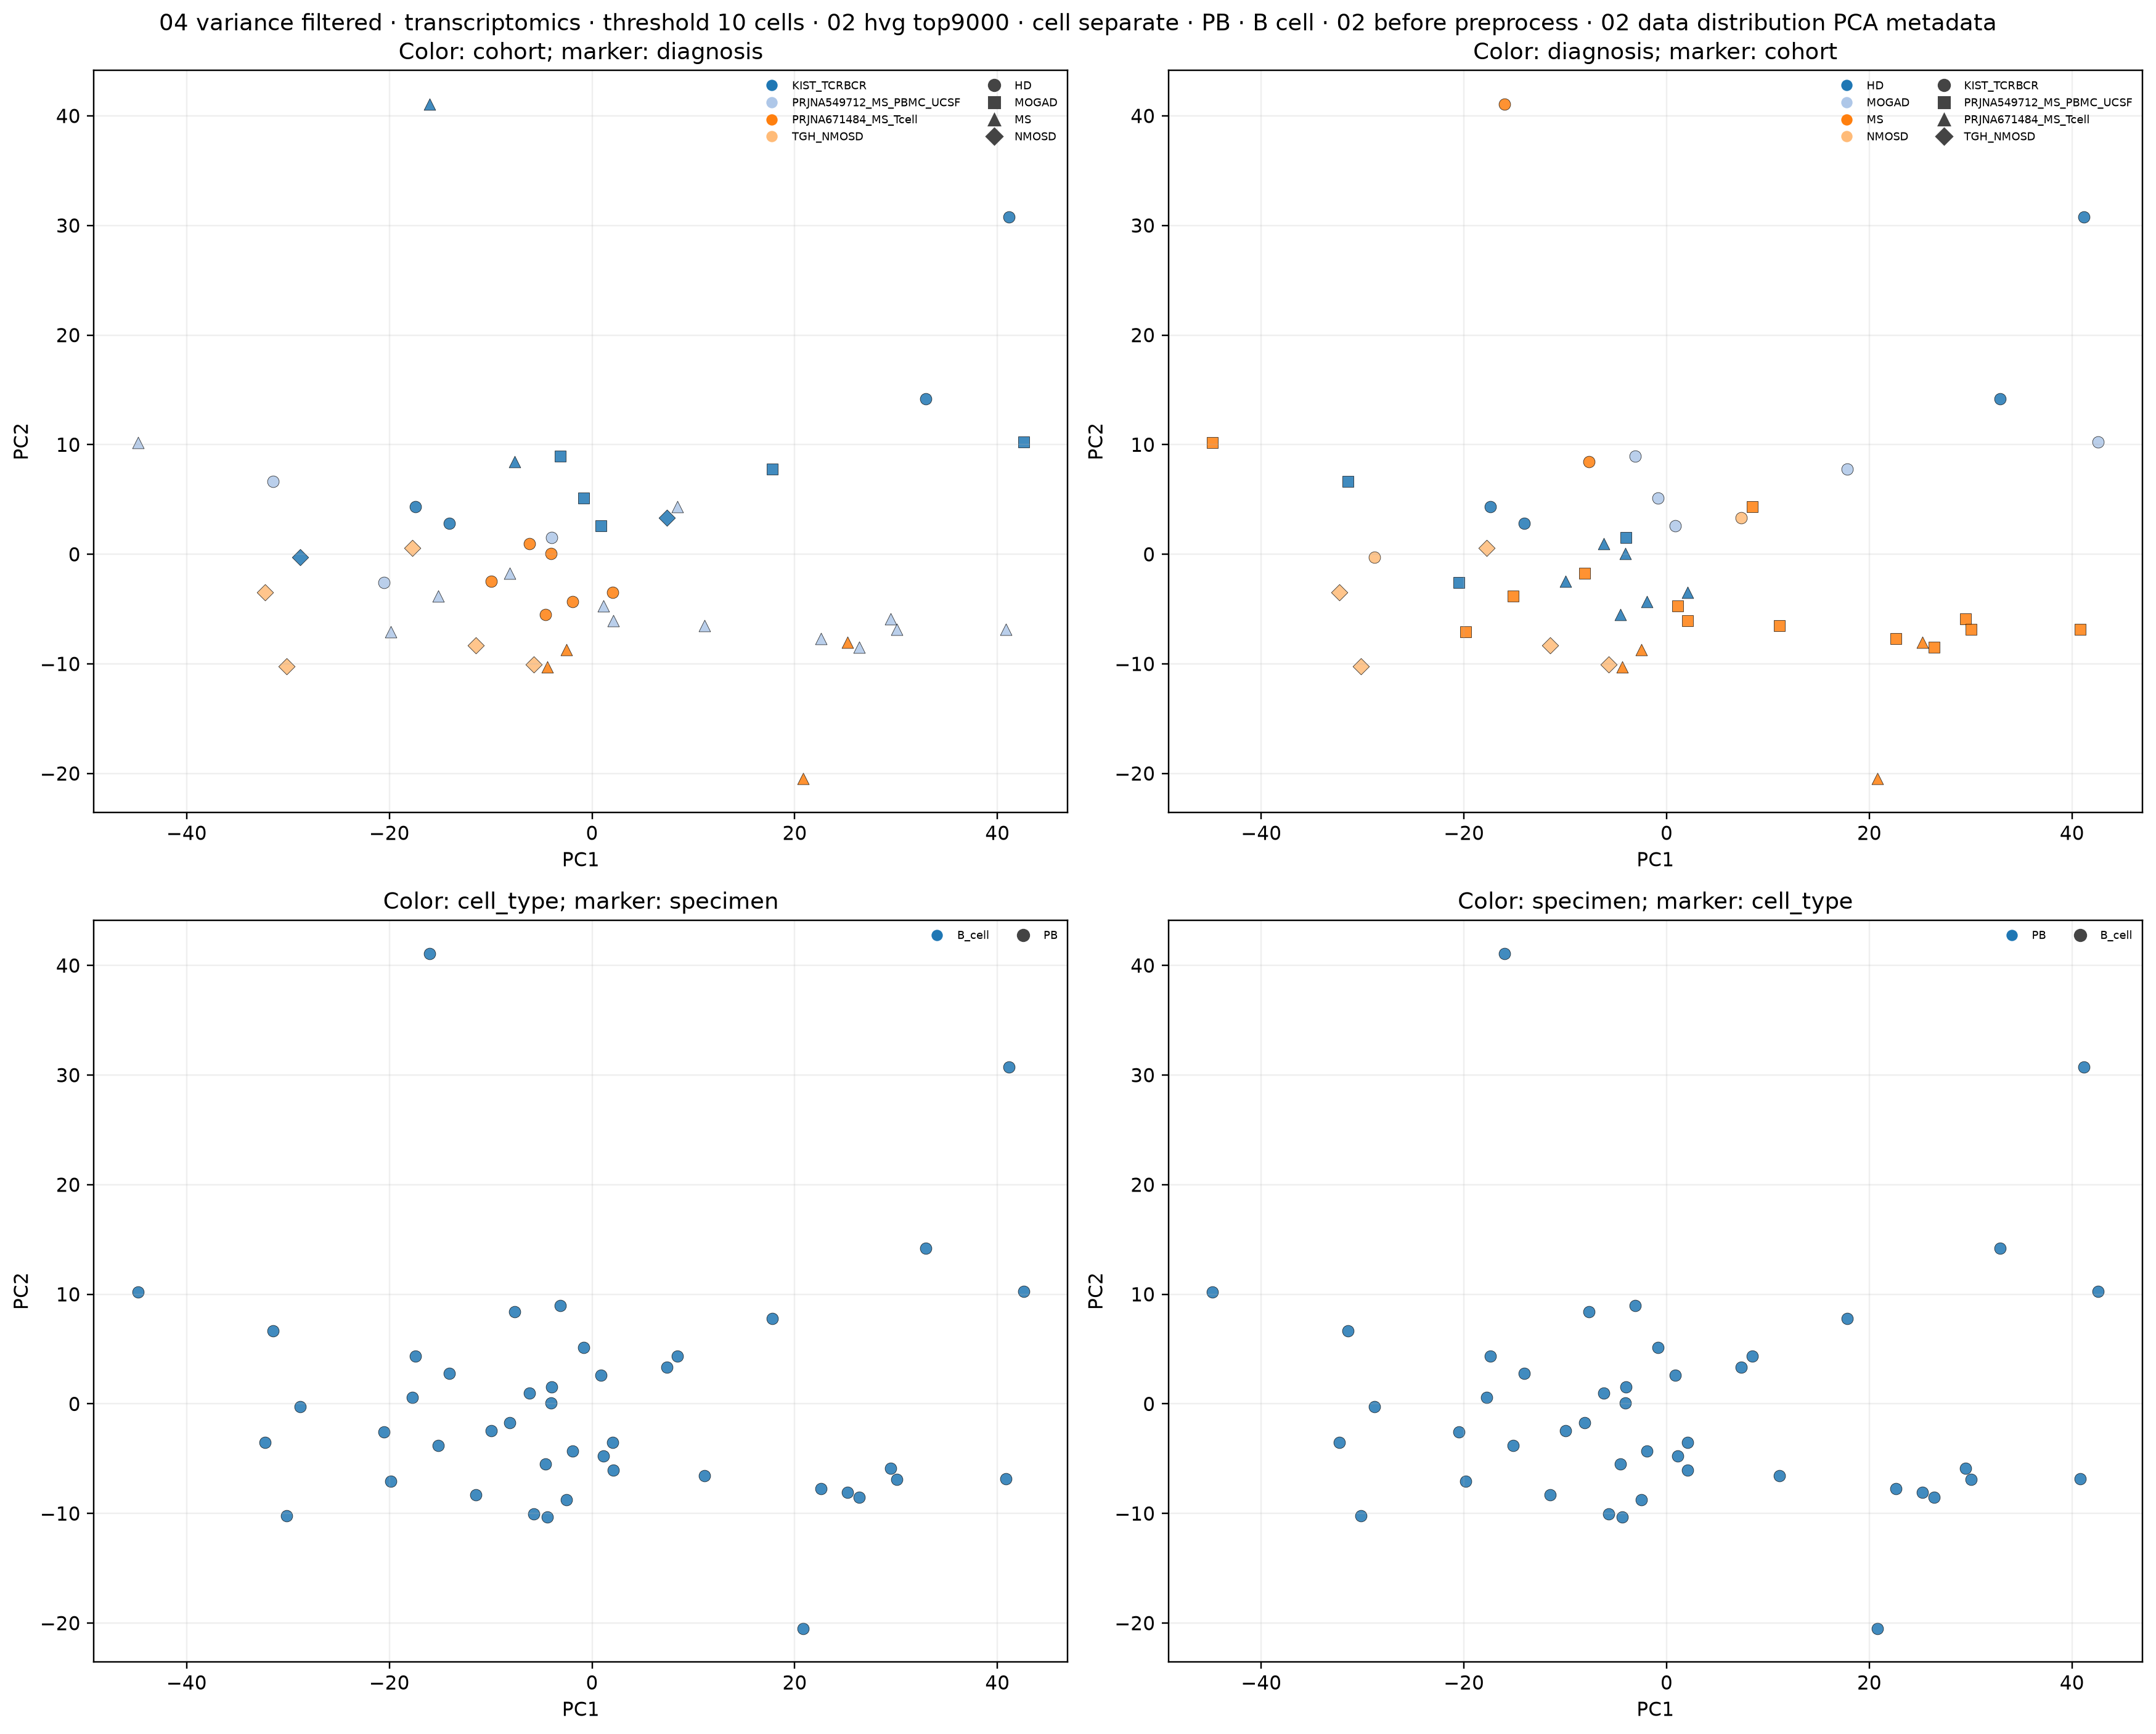 04 variance filtered · transcriptomics · threshold 10 cells · 02 hvg top9000 · cell separate · PB · B cell · 02 before preprocess · 02 data distribution PCA metadata
Color: cohort; marker: diagnosis
KIST_TCRBCR
PRJNA549712_MS_PBMC_UCSF
PRJNA671484_MS_Tcell
TGH_NMOSD
HD
MOGAD
MS
NMOSD
40
30
20
10
0
−10
−20
PC2
−40
−20
0
20
40
PC1
Color: diagnosis; marker: cohort
HD
MOGAD
MS
NMOSD
KIST_TCRBCR
PRJNA549712_MS_PBMC_UCSF
PRJNA671484_MS_Tcell
TGH_NMOSD
40
30
20
10
0
−10
−20
PC2
−40
−20
0
20
40
PC1
Color: cell_type; marker: specimen
B_cell
PB
40
30
20
10
0
−10
−20
PC2
−40
−20
0
20
40
PC1
Color: specimen; marker: cell_type
PB
B_cell
40
30
20
10
0
−10
−20
PC2
−40
−20
0
20
40
PC1